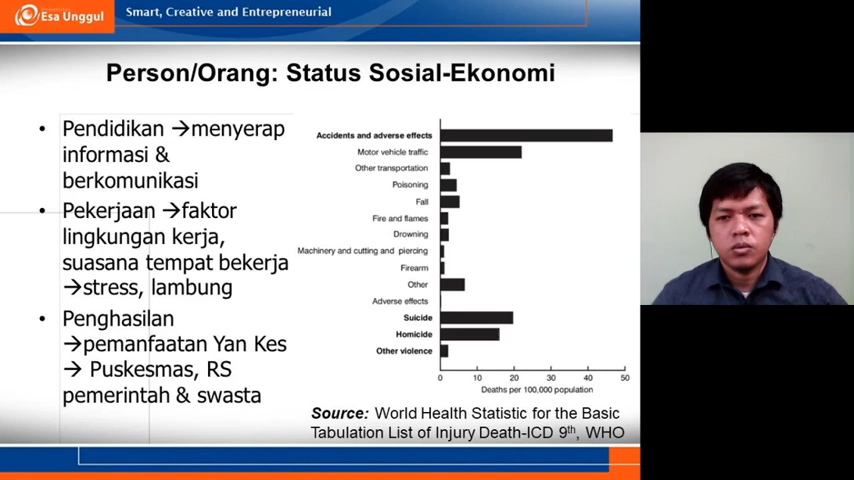 Esa Unggul
Smart, Creative and Entrepreneurial
Person/Orang: Status Sosial-Ekonomi
• Pendidikan →menyerap
informasi &
berkomunikasi
• Pekerjaan →faktor
lingkungan kerja,
suasana tempat bekerja
→stress, lambung
• Penghasilan
→pemanfaatan Yan Kes
→ Puskesmas, RS
pemerintah & swasta
Accidents and adverse effects
Motor vehicle traffic
Other transportation
Poisoning
Fall
Fire and flames
Drowning
Machinery and cutting and piercing
Firearm
Other
Adverse effects
Suicide
Homicide
Other violence
0 10 20 30 40 50
Deaths per 100,000 population
Source: World Health Statistic for the Basic
Tabulation List of Injury Death-ICD 9th, WHO